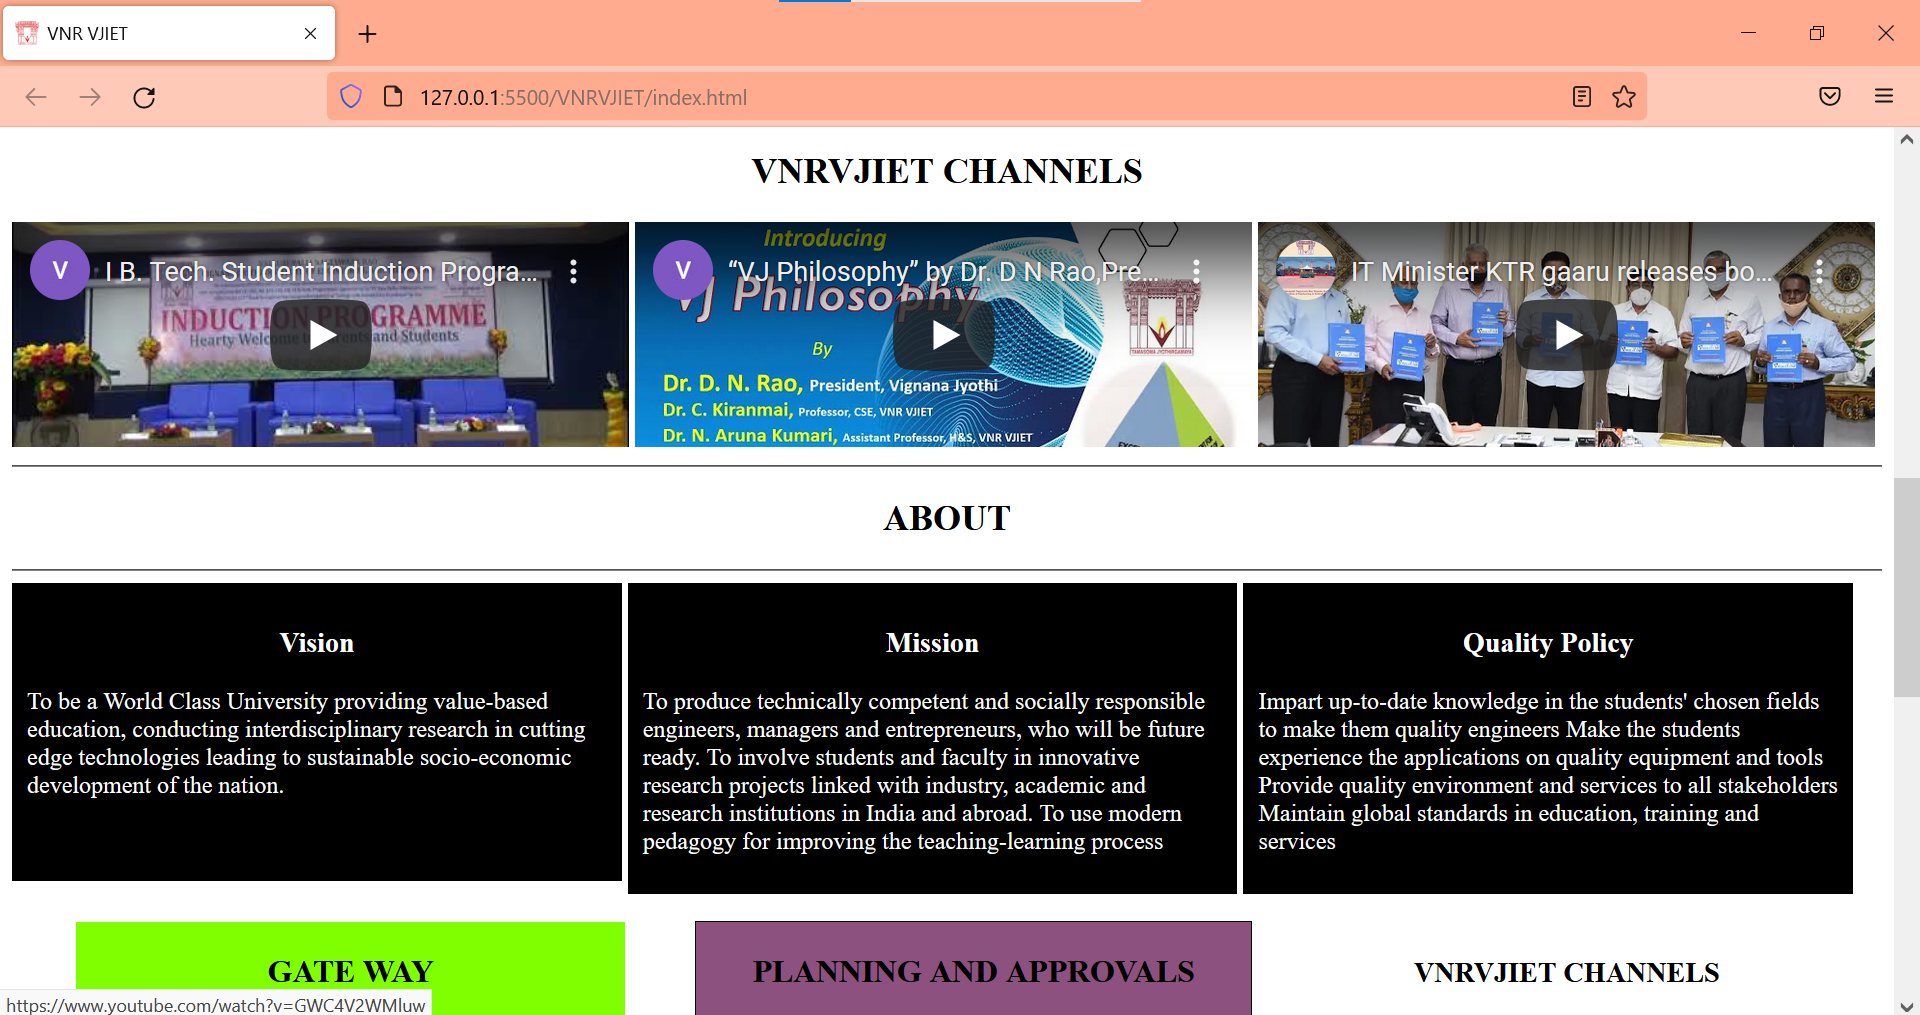 VNR VJIET
127.0.0.1:5500/VNRVJIET/index.html
VNRVJIET CHANNELS
V
I B. Tech. Student Induction Progra...
INDUCTION PROGRAMME
Hearty Welcome to Parents and Students
Introducing
V
“VJ Philosophy” by Dr. D N Rao,Pre...
VJ Philosophy
By
Dr. D. N. Rao, President, Vignana Jyothi
Dr. C. Kiranmai, Professor, CSE, VNR VJIET
Dr. N. Aruna Kumari, Assistant Professor, H&S, VNR VJIET
TAMASOMA JYOTHIRGAMAYA
IT Minister KTR gaaru releases bo...
ABOUT
Vision
To be a World Class University providing value-based
education, conducting interdisciplinary research in cutting
edge technologies leading to sustainable socio-economic
development of the nation.
Mission
To produce technically competent and socially responsible
engineers, managers and entrepreneurs, who will be future
ready. To involve students and faculty in innovative
research projects linked with industry, academic and
research institutions in India and abroad. To use modern
pedagogy for improving the teaching-learning process
Quality Policy
Impart up-to-date knowledge in the students' chosen fields
to make them quality engineers Make the students
experience the applications on quality equipment and tools
Provide quality environment and services to all stakeholders
Maintain global standards in education, training and
services
GATE WAY
PLANNING AND APPROVALS
VNRVJIET CHANNELS
https://www.youtube.com/watch?v=GWC4V2WMluw